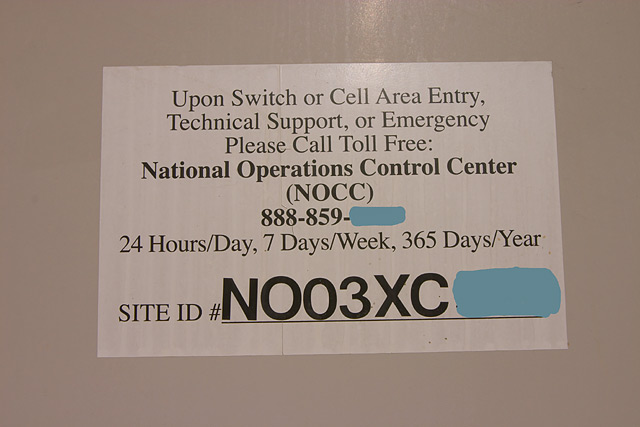 Upon Switch or Cell Area Entry,
Technical Support, or Emergency
Please Call Toll Free:
National Operations Control Center
(NOCC)
888-859-
24 Hours/Day, 7 Days/Week, 365 Days/Year
SITE ID #NO03XC